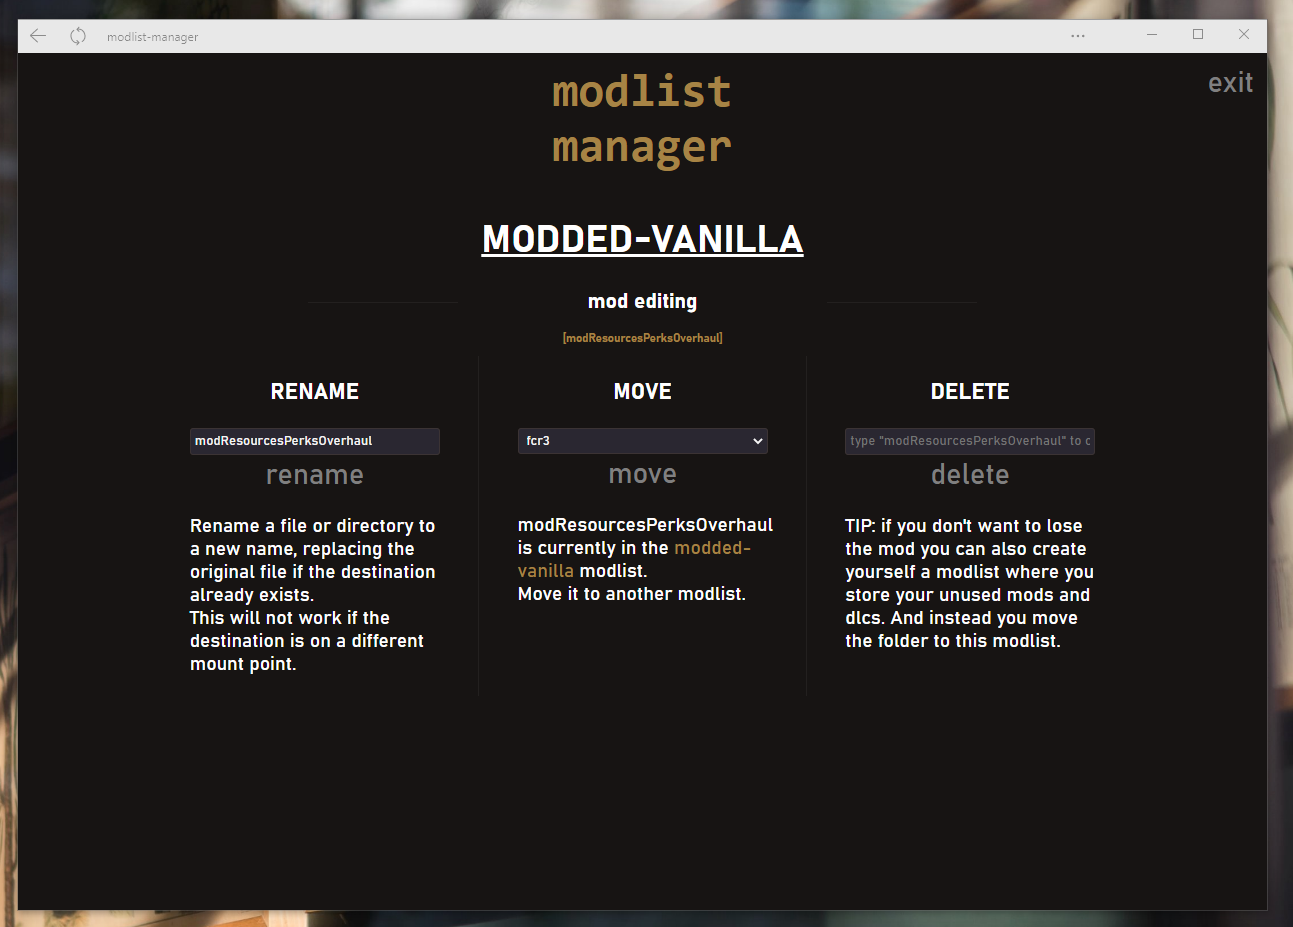 modlist-manager
exit
modlist
manager
MODDED-VANILLA
mod editing
[modResourcesPerksOverhaul]
RENAME
modResourcesPerksOverhaul
rename
Rename a file or directory to
a new name, replacing the
original file if the destination
already exists.
This will not work if the
destination is on a different
mount point.
MOVE
fcr3
move
modResourcesPerksOverhaul
is currently in the modded-
vanilla modlist.
Move it to another modlist.
DELETE
type "modResourcesPerksOverhaul" to c
delete
TIP: if you don't want to lose
the mod you can also create
yourself a modlist where you
store your unused mods and
dlcs. And instead you move
the folder to this modlist.